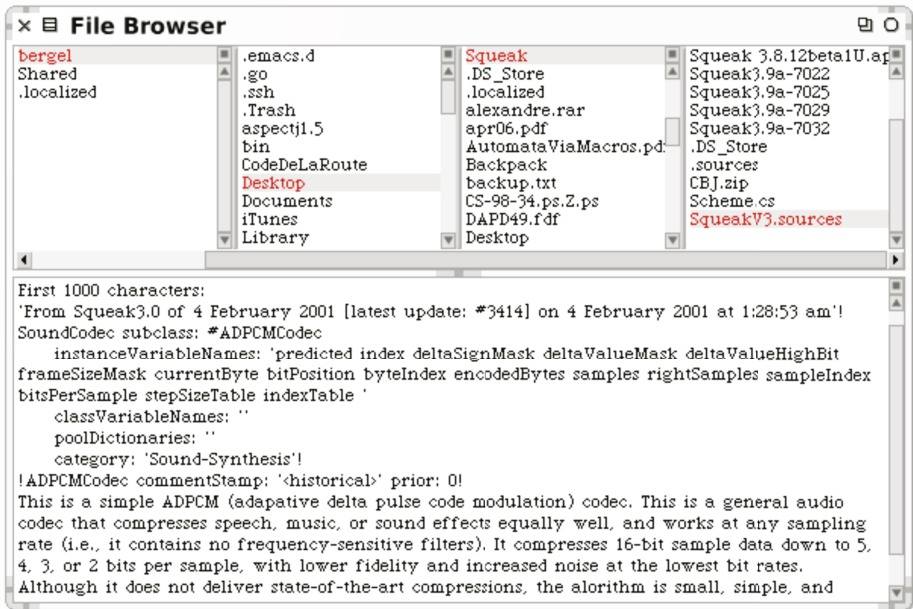 File Browser
bergel
Shared
.localized
.emacs.d
.go
.ssh
.Trash
aspectj1.5
bin
CodeDeLaRoute
Desktop
Documents
iTunes
Library
Squeak
.DS_Store
.localized
alexandre.rar
apr06.pdf
AutomataViaMacros.pd
Backpack
backup.txt
CS-98-34.ps.Z.ps
DAPD49.fdf
Desktop
Squeak 3.8.12beta1U.ap
Squeak3.9a-7022
Squeak3.9a-7025
Squeak3.9a-7029
Squeak3.9a-7032
.DS_Store
.sources
CBJ.zip
Scheme.cs
SqueakV3.sources
First 1000 characters:
'From Squeak3.0 of 4 February 2001 [latest update: #3414] on 4 February 2001 at 1:28:53 am'!
SoundCodec subclass: #ADPCMCodec
instanceVariableNames: 'predicted index deltaSignMask deltaValueMask deltaValueHighBit
frameSizeMask currentByte bitPosition byteIndex encodedBytes samples rightSamples sampleIndex
bitsPerSample stepSizeTable indexTable '
classVariableNames: ''
poolDictionaries: ''
category: 'Sound-Synthesis'!
!ADPCMCodec commentStamp: '<historical>' prior: 0!
This is a simple ADPCM (adapative delta pulse code modulation) codec. This is a general audio
codec that compresses speech, music, or sound effects equally well, and works at any sampling
rate (i.e., it contains no frequency-sensitive filters). It compresses 16-bit sample data down to 5,
4, 3, or 2 bits per sample, with lower fidelity and increased noise at the lowest bit rates.
Although it does not deliver state-of-the-art compressions, the alorithm is small, simple, and